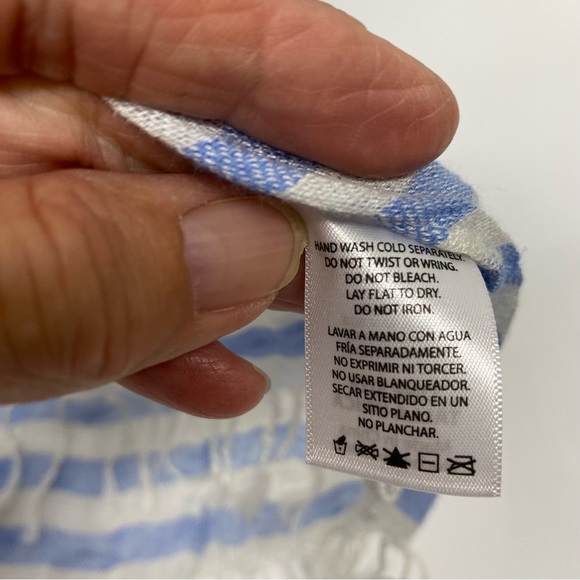 HAND WASH COLD SEPARATELY.
DO NOT TWIST OR WRING.
DO NOT BLEACH.
LAY FLAT TO DRY.
DO NOT IRON.
LAVAR A MANO CON AGUA
FRÍA SEPARADAMENTE.
NO EXPRIMIR NI TORCER.
NO USAR BLANQUEADOR.
SECAR EXTENDIDO EN UN
SITIO PLANO.
NO PLANCHAR.